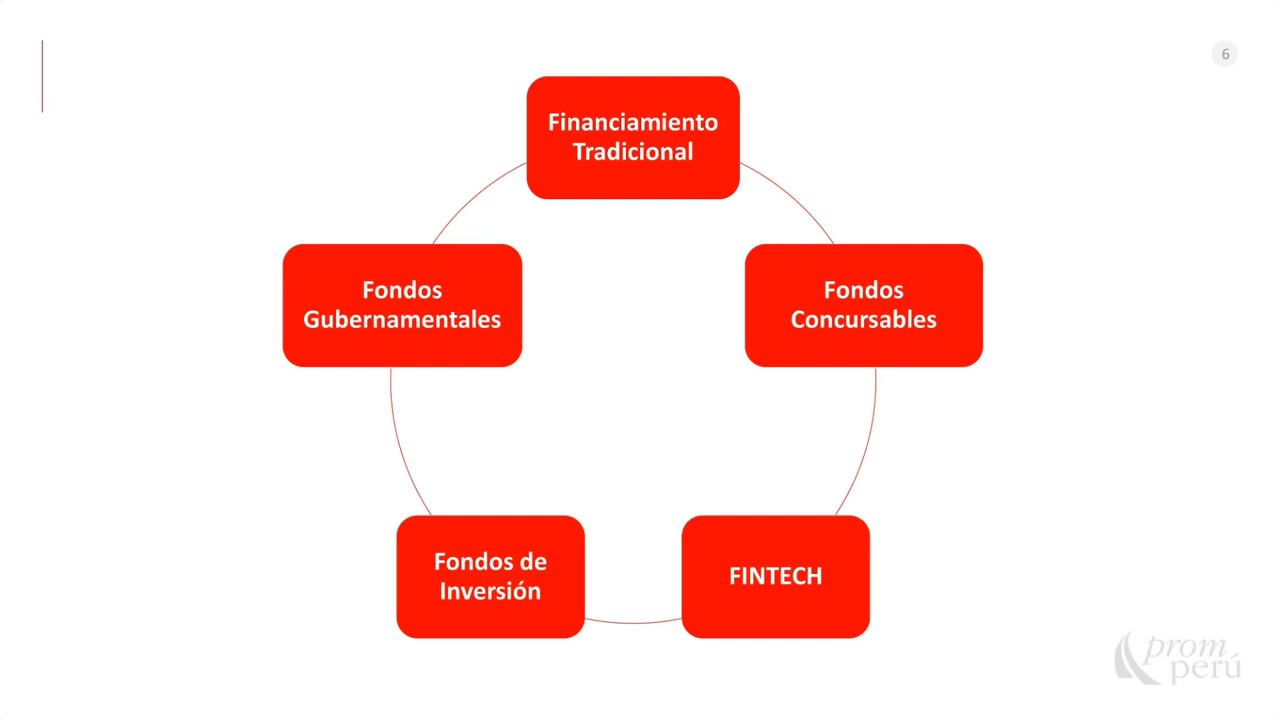 6
Financiamiento
Tradicional
Fondos
Gubernamentales
Fondos
Concursables
Fondos de
Inversión
FINTECH
prom
perú